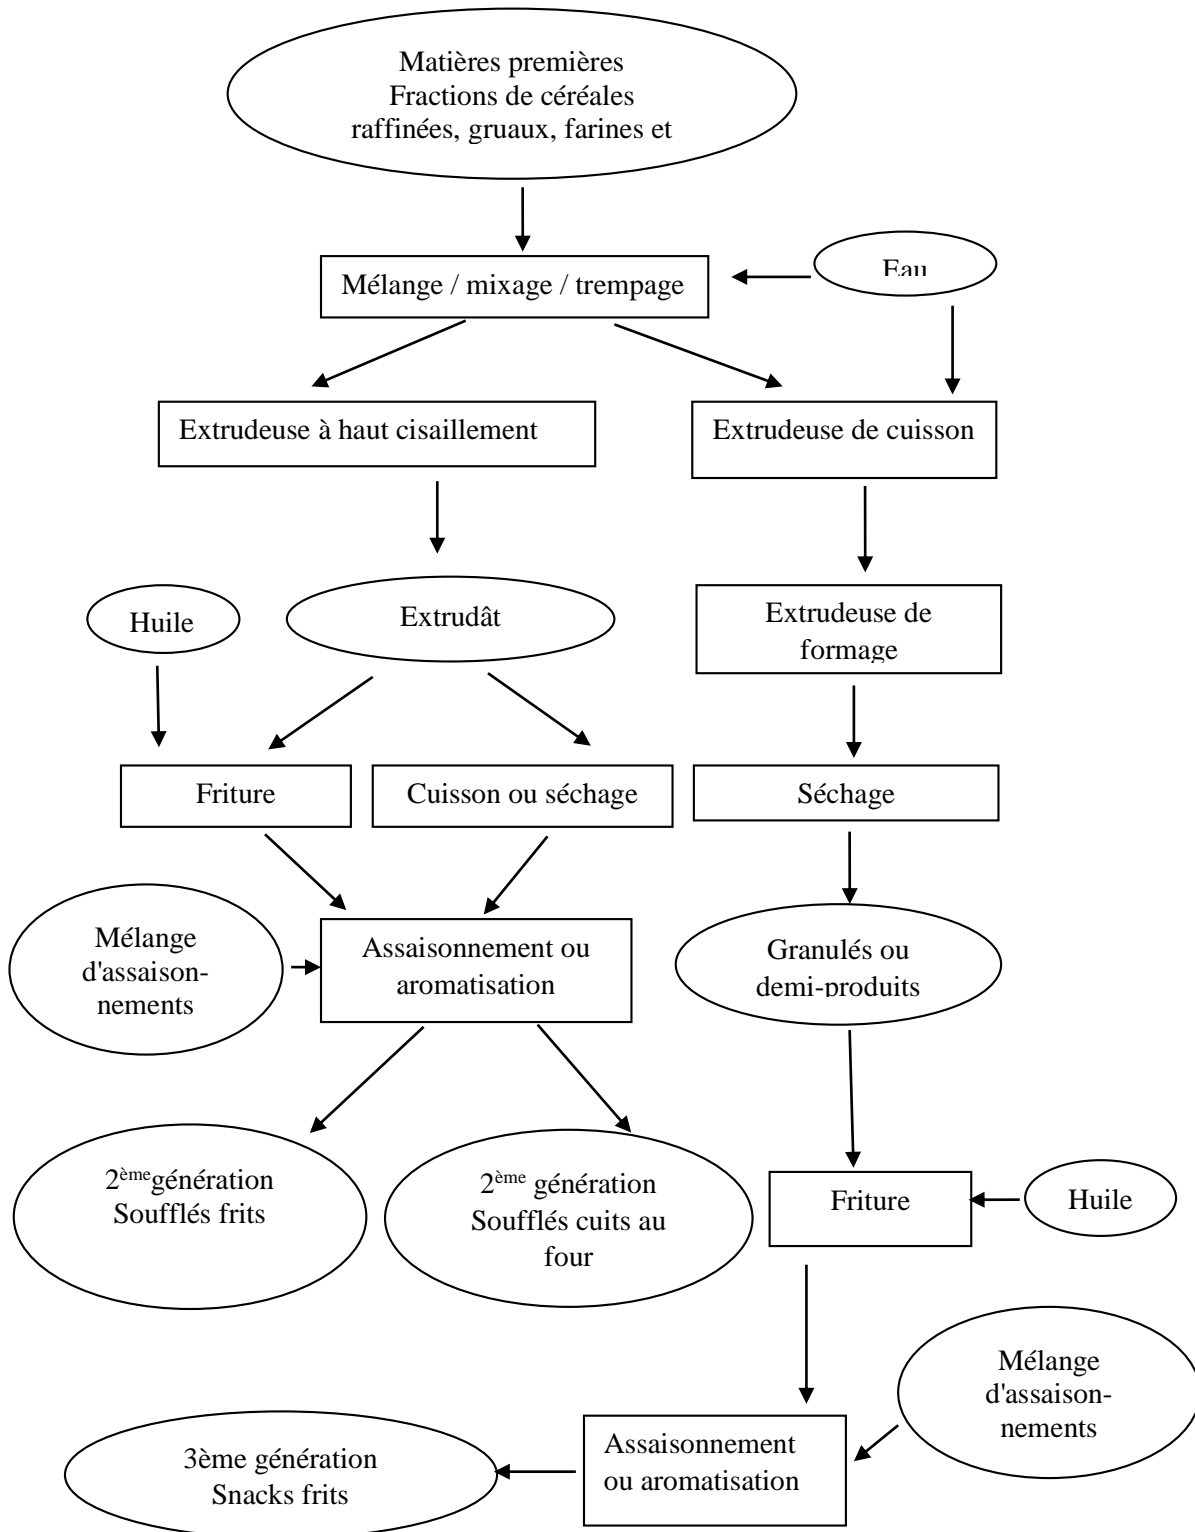 Matières premières
Fractions de céréales
raffinées, gruaux, farines et
Eau
Mélange / mixage / trempage
Extrudeuse à haut cisaillement
Extrudeuse de cuisson
Huile
Extrudât
Extrudeuse de
formage
Friture
Cuisson ou séchage
Séchage
Mélange
d'assaison-
nements
Assaisonnement ou
aromatisation
Granulés ou
demi-produits
2ème génération
Soufflés frits
2ème génération
Soufflés cuits au
four
Friture
Huile
Mélange
d'assaison-
nements
Assaisonnement
ou aromatisation
3ème génération
Snacks frits